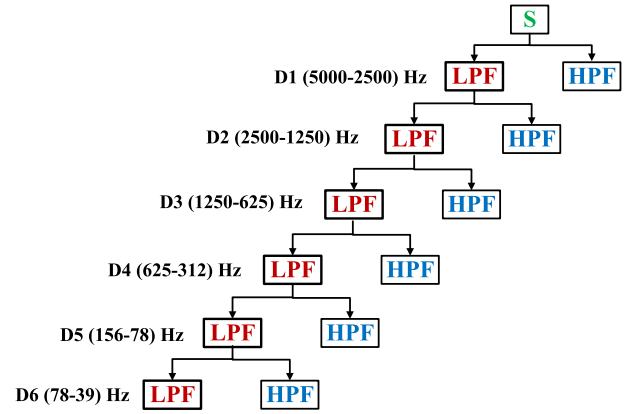 S
D1 (5000-2500) Hz LPF HPF
D2 (2500-1250) Hz LPF HPF
D3 (1250-625) Hz LPF HPF
D4 (625-312) Hz LPF HPF
D5 (156-78) Hz LPF HPF
D6 (78-39) Hz LPF HPF